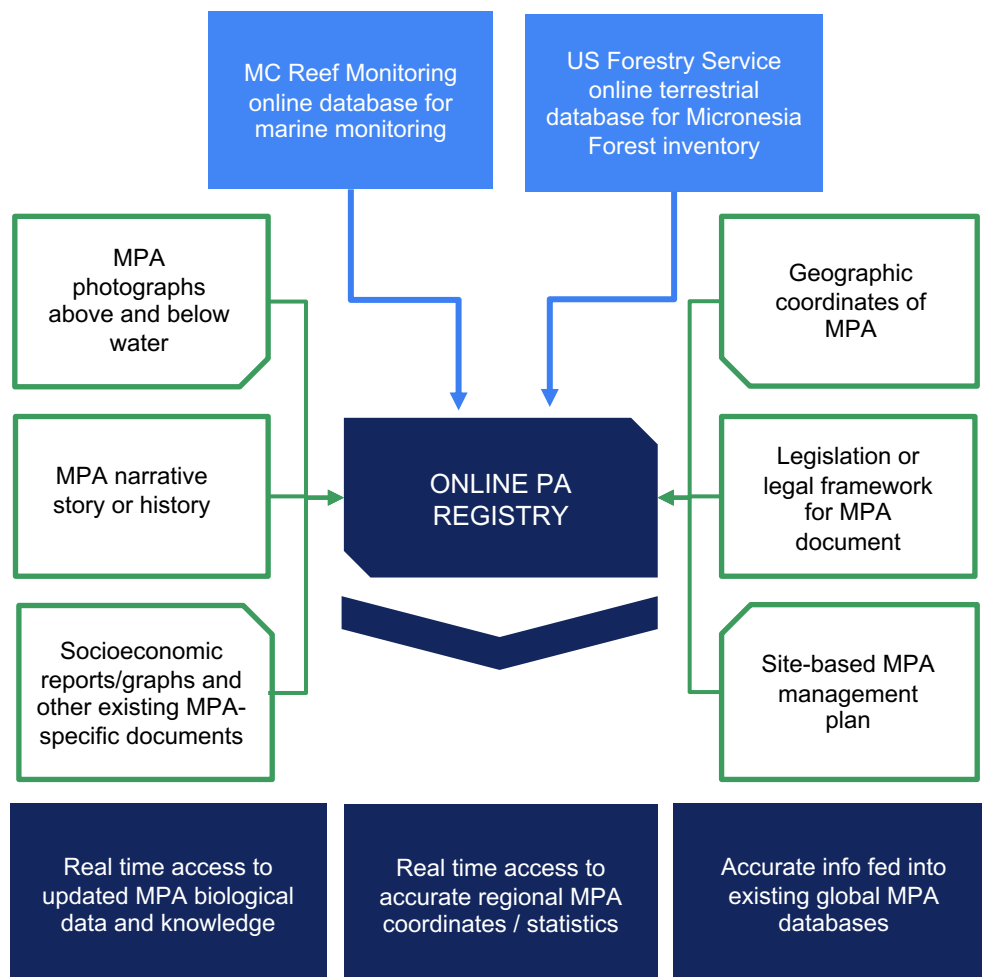 MC Reef Monitoring
online database for
marine monitoring
US Forestry Service
online terrestrial
database for Micronesia
Forest inventory
MPA
photographs
above and below
water
Geographic
coordinates of
MPA
MPA narrative
story or history
ONLINE PA
REGISTRY
Legislation or
legal framework
for MPA
document
Socioeconomic
reports/graphs and
other existing MPA-
specific documents
Site-based MPA
management
plan
Real time access to
updated MPA biological
data and knowledge
Real time access to
accurate regional MPA
coordinates / statistics
Accurate info fed into
existing global MPA
databases